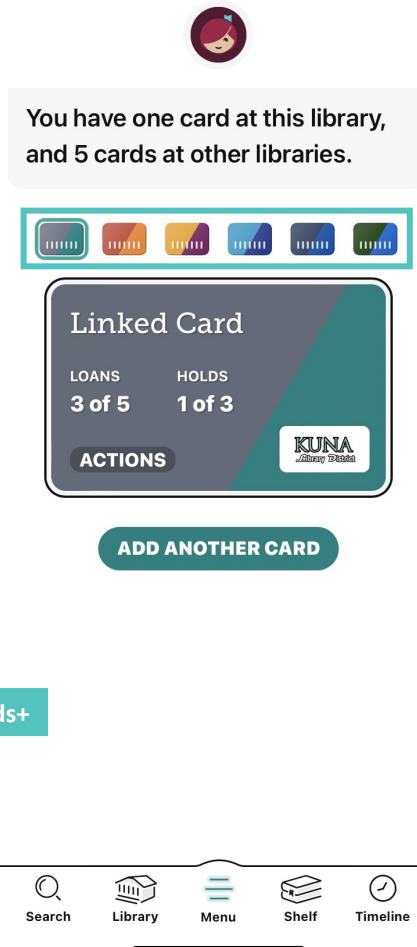 You have one card at this library,
and 5 cards at other libraries.
Linked Card
LOANS HOLDS
3 of 5 1 of 3
ACTIONS
KUNA
Library District
ADD ANOTHER CARD
ds+
Search Library Menu Shelf Timeline